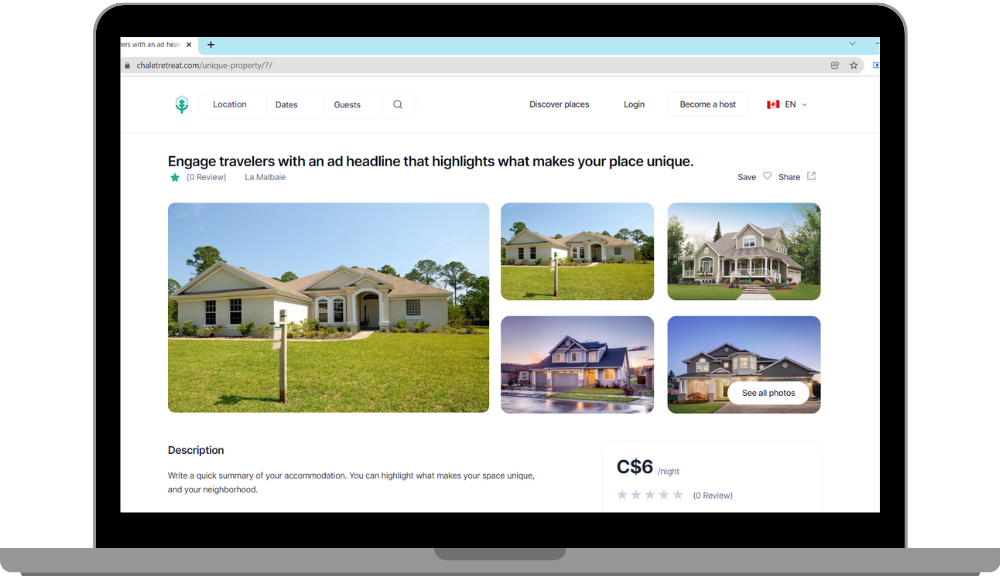 lers with an ad head
chaletretreat.com/unique-property/7/
Location Dates Guests Discover places Login Become a host EN
Engage travelers with an ad headline that highlights what makes your place unique.
(0 Review) La Malbaie Save Share
See all photos
Description
Write a quick summary of your accommodation. You can highlight what makes your space unique,
and your neighborhood.
C$6 /night
(0 Review)